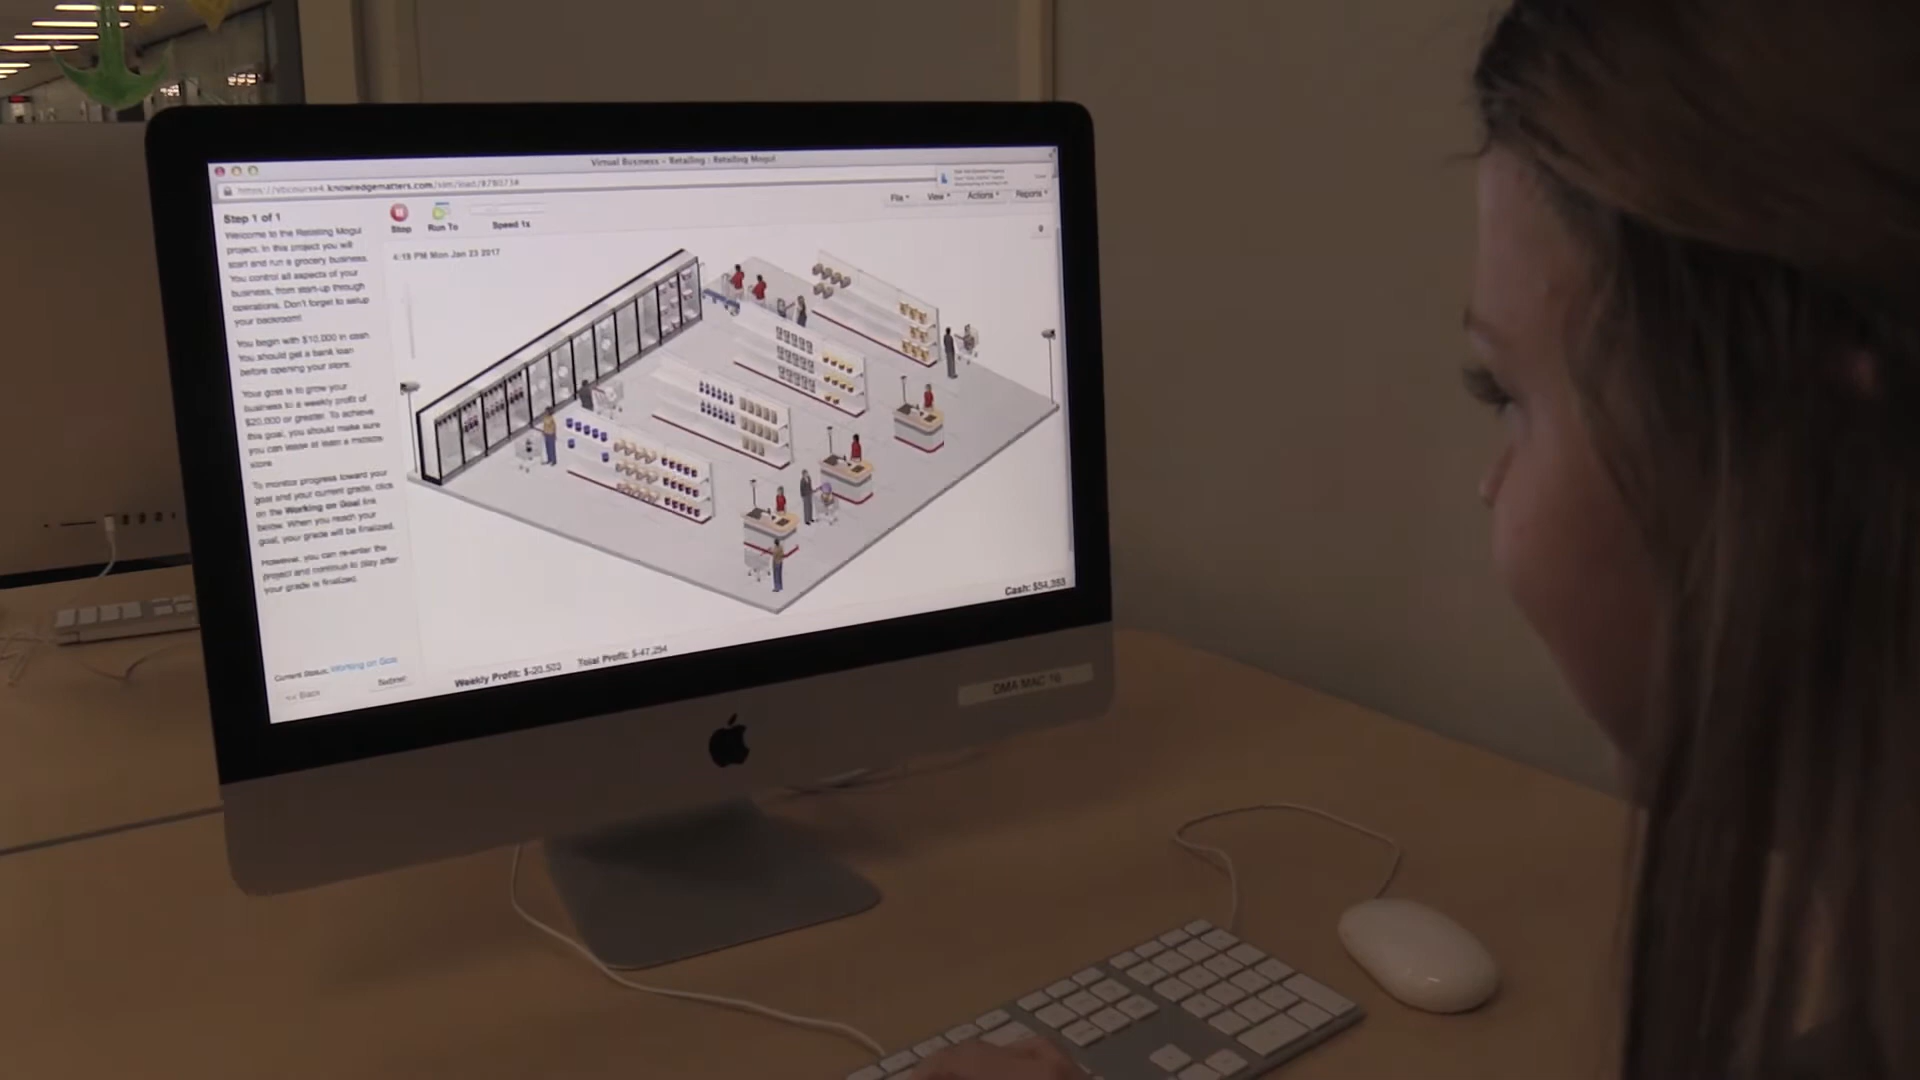 Virtual Business - Retailing : Retailing Mogul
https://vbcourse4.knowledgematters.com/sim/load/8780734
File
View
Actions
Reports
Step 1 of 1
Stop
Run To
Speed 1x
4:19 PM Mon Jan 23 2017
Welcome to the Retailing Mogul
project. In this project you will
start and run a grocery business.
You control all aspects of your
business, from start-up through
operations. Don't forget to setup
your backroom!
You begin with $10,000 in cash.
You should get a bank loan
before opening your store.
Your goal is to grow your
business to a weekly profit of
$20,000 or greater. To achieve
this goal, you should make sure
you can lease at least a midsize
store.
To monitor progress toward your
goal and your current grade, click
on the Working on Goal link
below. When you reach your
goal, your grade will be finalized.
However, you can re-enter the
project and continue to play after
your grade is finalized.
Current Status: Working on Goal
<< Back
Submit
Weekly Profit: $-20,503
Total Profit: $-47,254
Cash: $54,355
DMA MAC 10